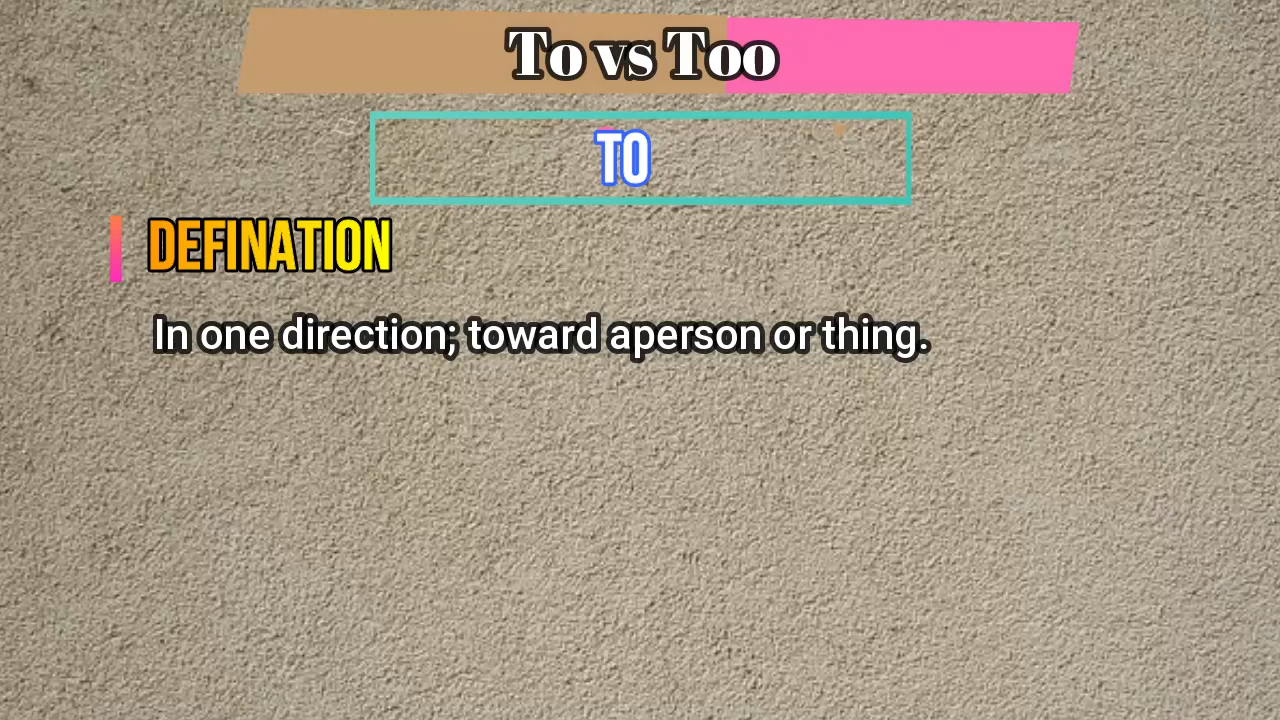 To vs Too
TO
DEFINATION
In one direction; toward aperson or thing.